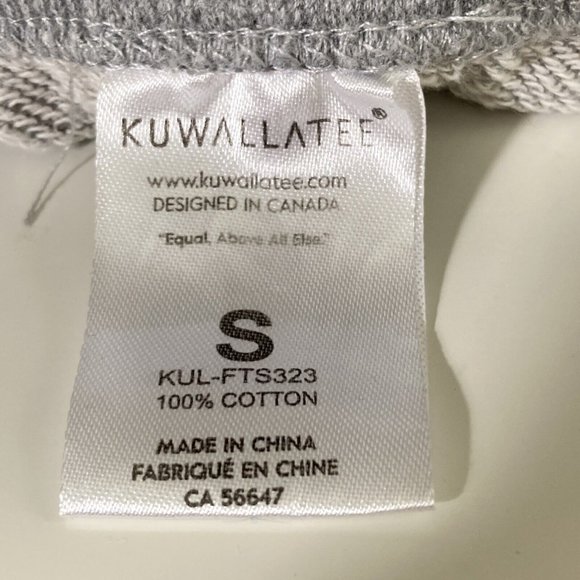 KUWALLATEE®
www.kuwallatee.com
DESIGNED IN CANADA
"Equal. Above All Else."
S
KUL-FTS323
100% COTTON
MADE IN CHINA
FABRIQUÉ EN CHINE
CA 56647